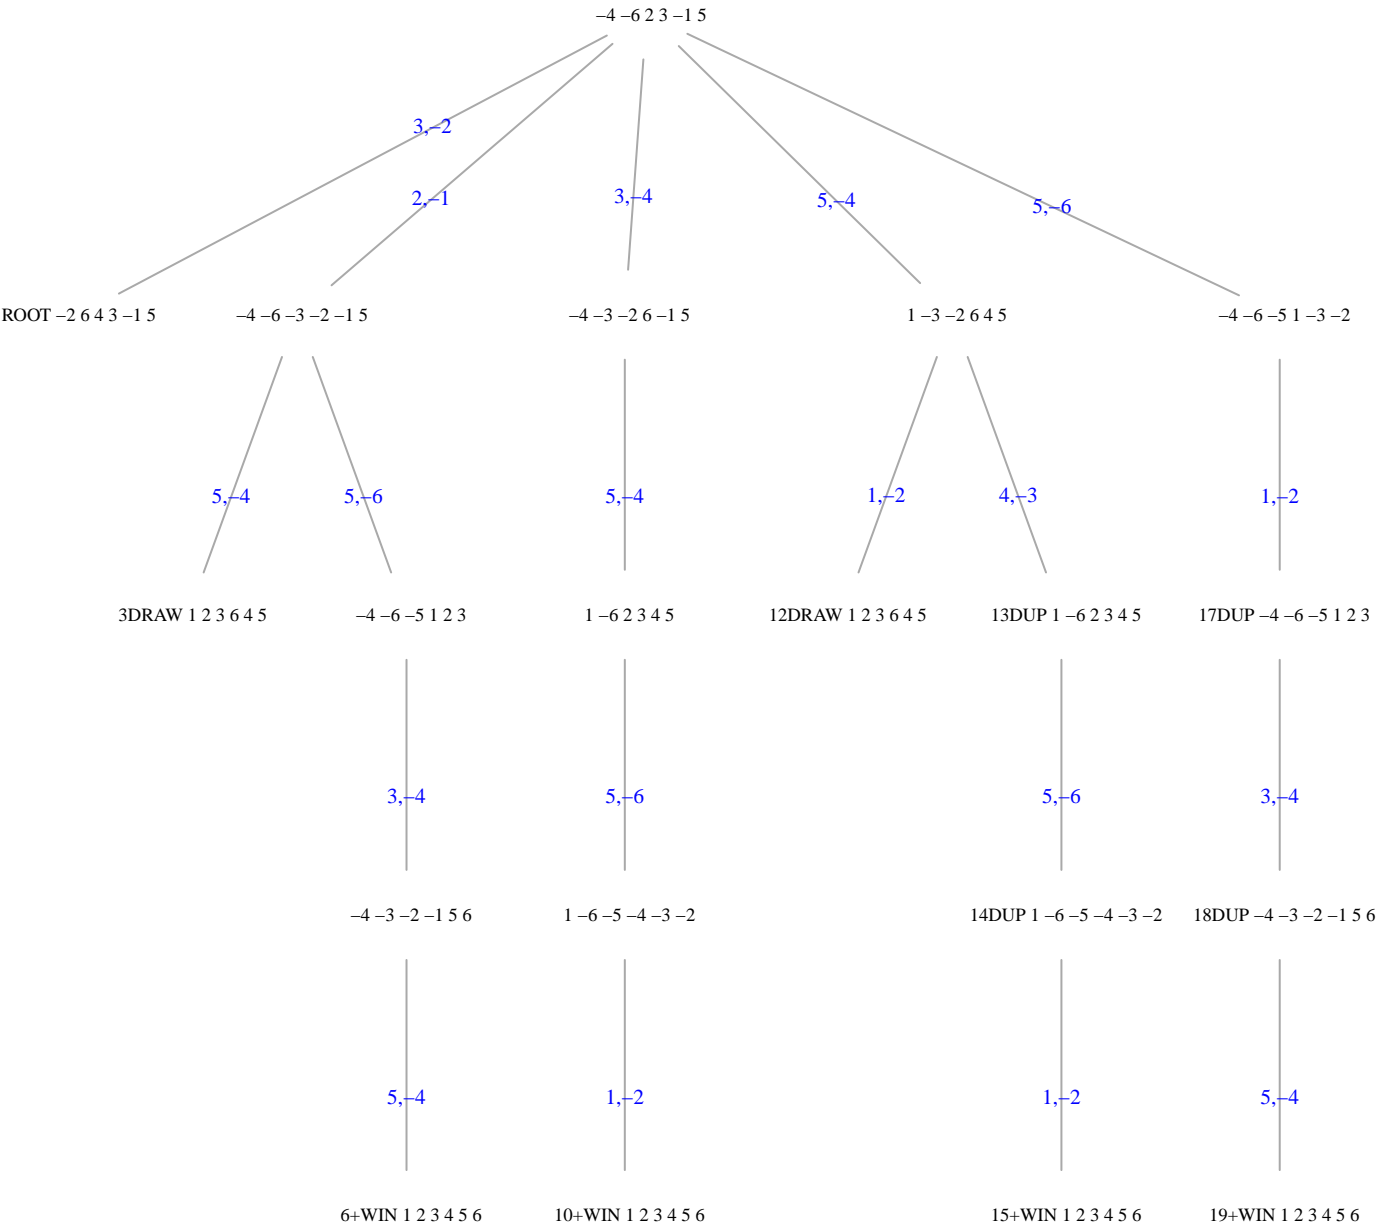 –4 –6 2 3 –1 5
3,–2
2,–1
3,–4
5,–4
5,–6
ROOT –2 6 4 3 –1 5
–4 –6 –3 –2 –1 5
–4 –3 –2 6 –1 5
1 –3 –2 6 4 5
–4 –6 –5 1 –3 –2
5,–4
5,–6
5,–4
1,–2
4,–3
1,–2
3DRAW 1 2 3 6 4 5
–4 –6 –5 1 2 3
1 –6 2 3 4 5
12DRAW 1 2 3 6 4 5
13DUP 1 –6 2 3 4 5
17DUP –4 –6 –5 1 2 3
3,–4
5,–6
5,–6
3,–4
–4 –3 –2 –1 5 6
1 –6 –5 –4 –3 –2
14DUP 1 –6 –5 –4 –3 –2
18DUP –4 –3 –2 –1 5 6
5,–4
1,–2
1,–2
5,–4
6+WIN 1 2 3 4 5 6
10+WIN 1 2 3 4 5 6
15+WIN 1 2 3 4 5 6
19+WIN 1 2 3 4 5 6